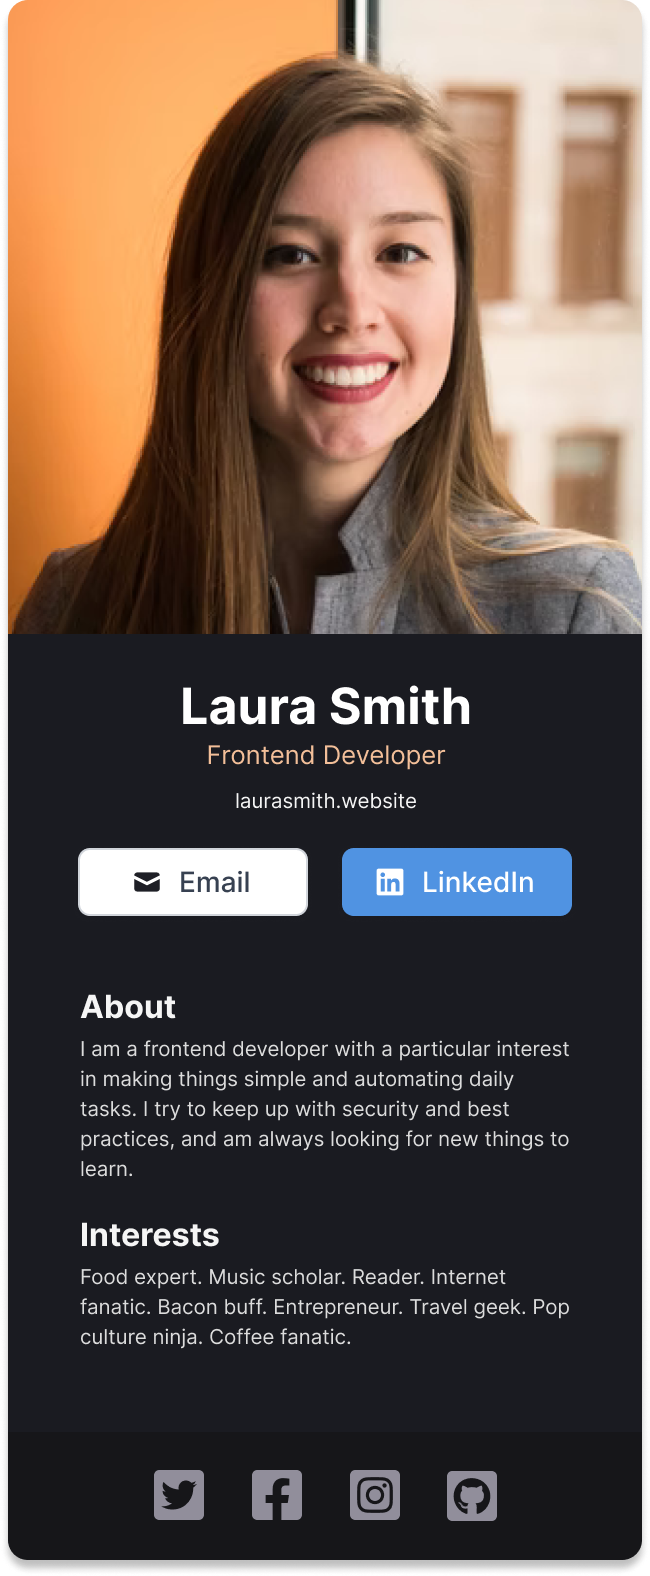 Laura Smith
Frontend Developer
laurasmith.website
Email
LinkedIn
About
I am a frontend developer with a particular interest
in making things simple and automating daily
tasks. I try to keep up with security and best
practices, and am always looking for new things to
learn.
Interests
Food expert. Music scholar. Reader. Internet
fanatic. Bacon buff. Entrepreneur. Travel geek. Pop
culture ninja. Coffee fanatic.